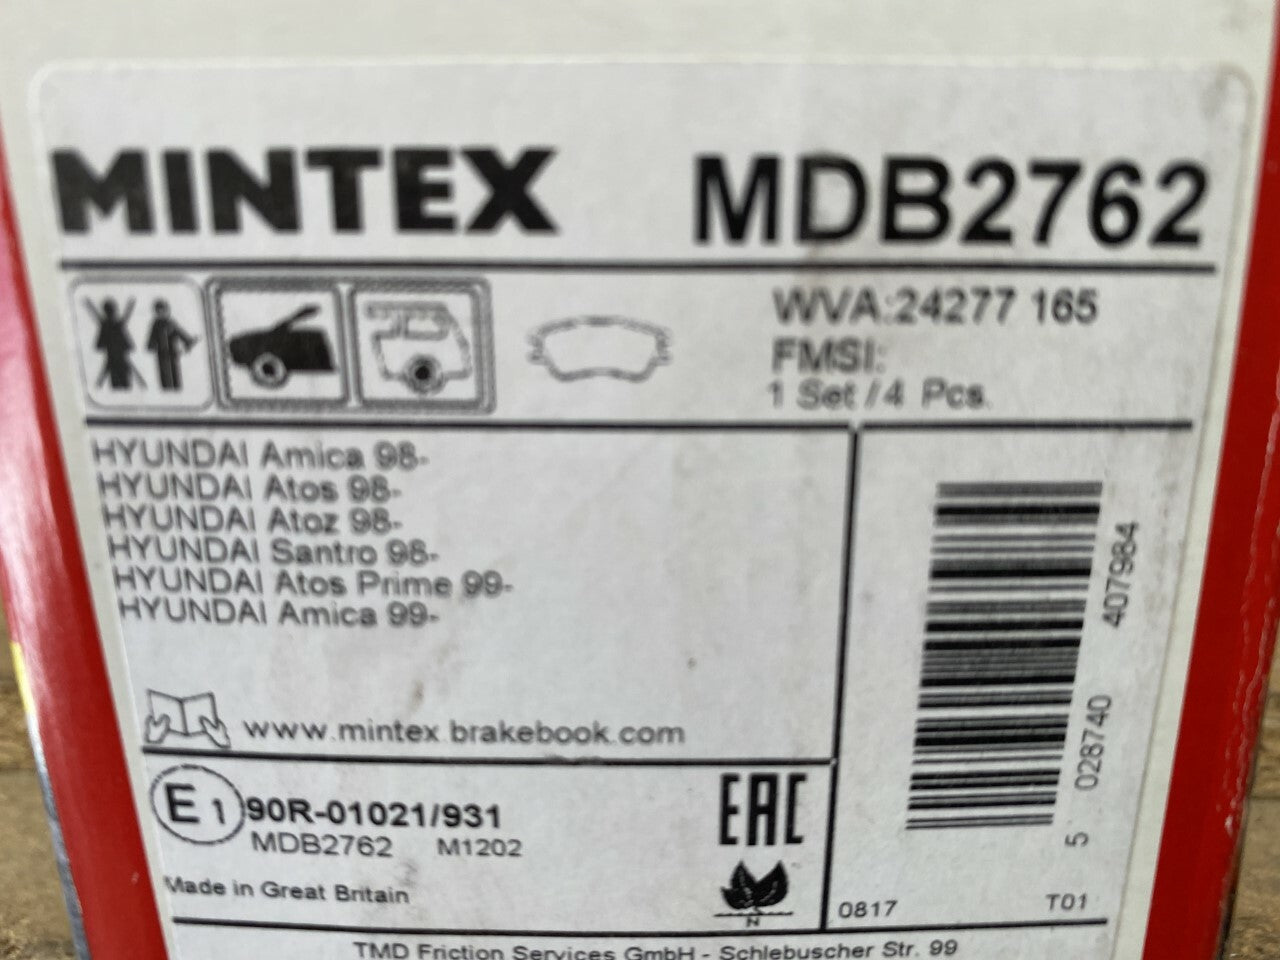 MINTEX MDB2762
WVA:24277 165
FMSI:
1 Set / 4 Pcs.
HYUNDAI Amica 98-
HYUNDAI Atos 98-
HYUNDAI Atoz 98-
HYUNDAI Santro 98-
HYUNDAI Atos Prime 99-
HYUNDAI Amica 99-
www.mintex.brakebook.com
5 028740 407984
E1 90R-01021/931
MDB2762 M1202
EAC
Made in Great Britain
N
0817 T01
TMD Friction Services GmbH - Schlebuscher Str. 99